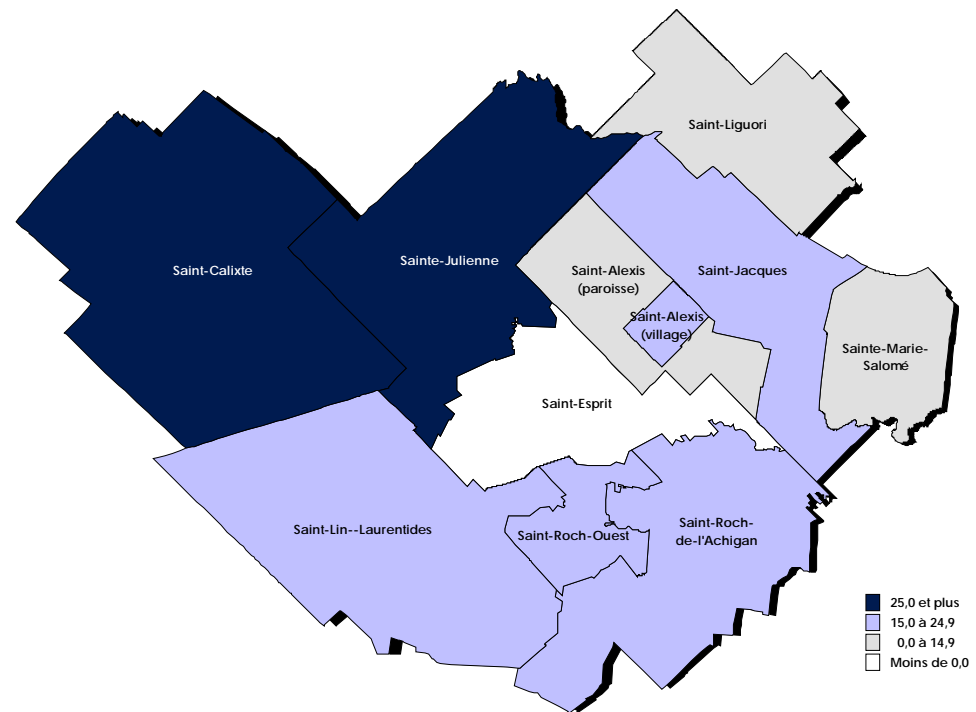 Saint-Liguori
Saint-Calixte
Sainte-Julienne
Saint-Alexis
(paroisse)
Saint-Jacques
Saint-Alexis
(village)
Sainte-Marie-
Salomé
Saint-Esprit
Saint-Lin--Laurentides
Saint-Roch-Ouest
Saint-Roch-
de-l'Achigan
25,0 et plus
15,0 à 24,9
0,0 à 14,9
Moins de 0,0